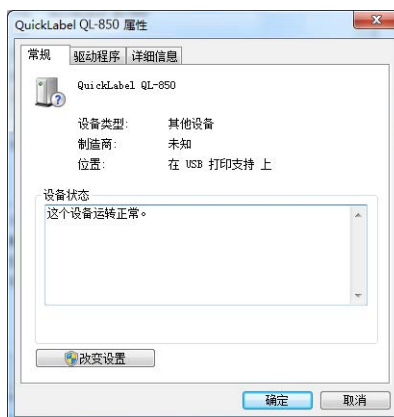 QuickLabel QL-850 属性
常规 驱动程序 详细信息
QuickLabel QL-850
设备类型: 其他设备
制造商: 未知
位置: 在 USB 打印支持 上
设备状态
这个设备运转正常。
改变设置
确定 取消